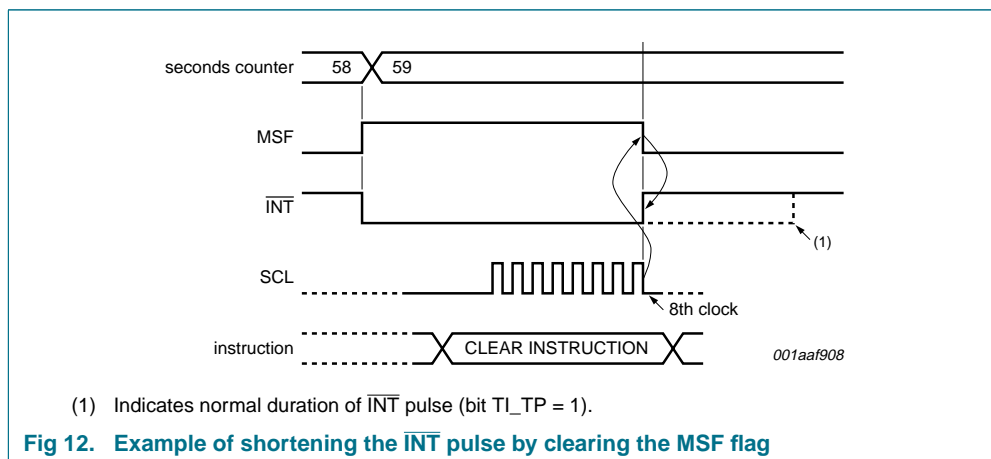 seconds counter 58 59
MSF
INT
(1)
SCL
8th clock
instruction CLEAR INSTRUCTION
001aaf908
(1) Indicates normal duration of INT pulse (bit TI_TP = 1).
Fig 12. Example of shortening the INT pulse by clearing the MSF flag